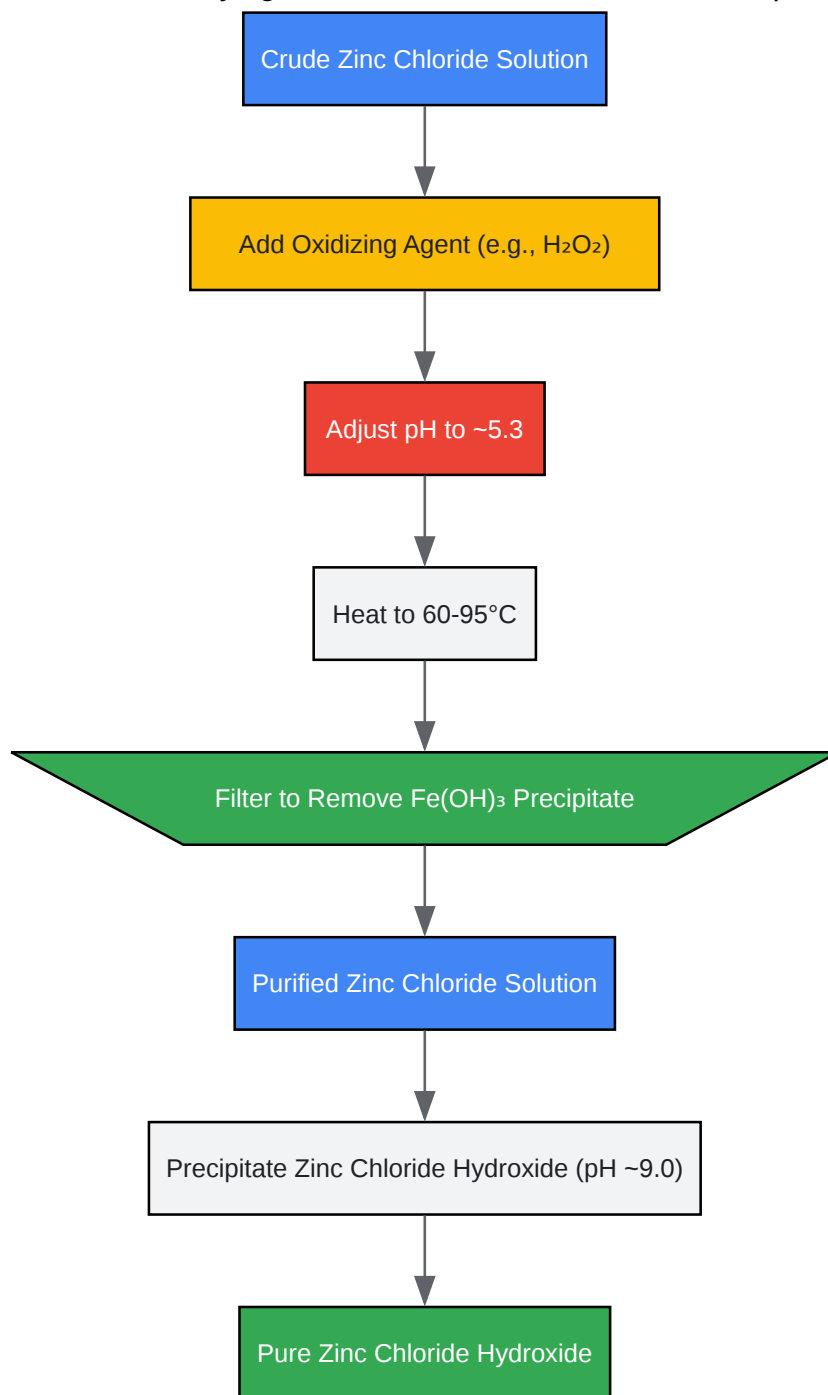 Crude Zinc Chloride Solution
Add Oxidizing Agent (e.g., H₂O₂)
Adjust pH to ~5.3
Heat to 60-95°C
Filter to Remove Fe(OH)₃ Precipitate
Purified Zinc Chloride Solution
Precipitate Zinc Chloride Hydroxide (pH ~9.0)
Pure Zinc Chloride Hydroxide